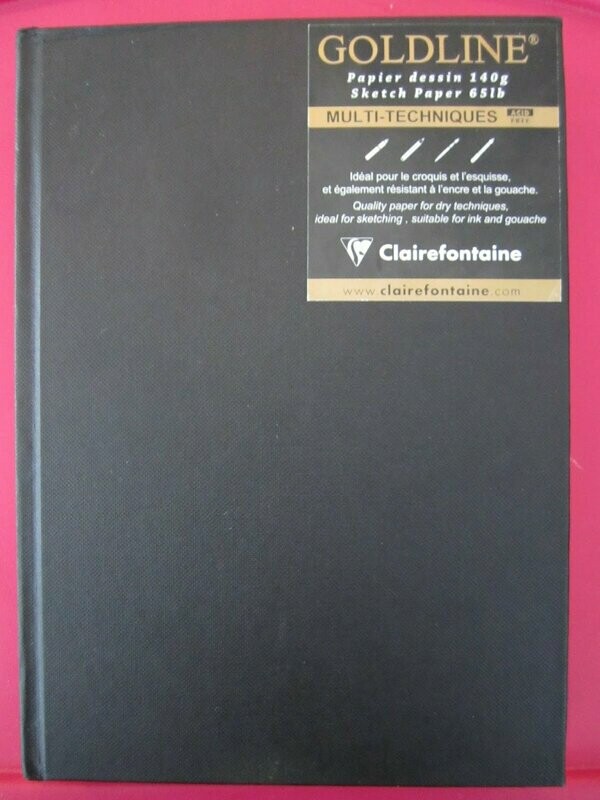 GOLDLINE®
Papier dessin 140g
Sketch Paper 65lb
MULTI-TECHNIQUES ACID FREE
Idéal pour le croquis et l'esquisse,
et également résistant à l'encre et la gouache.
Quality paper for dry techniques,
ideal for sketching , suitable for ink and gouache
Clairefontaine
www.clairefontaine.com